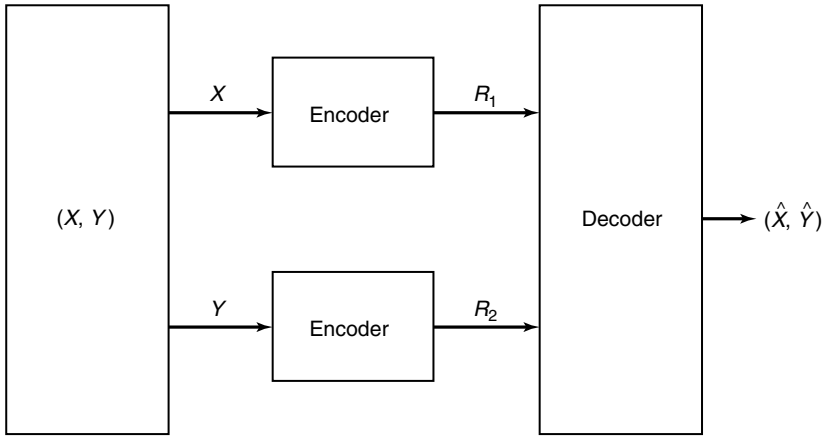 X
R₁
Encoder
(X, Y)
Decoder
(X̂, Ŷ)
Y
R₂
Encoder